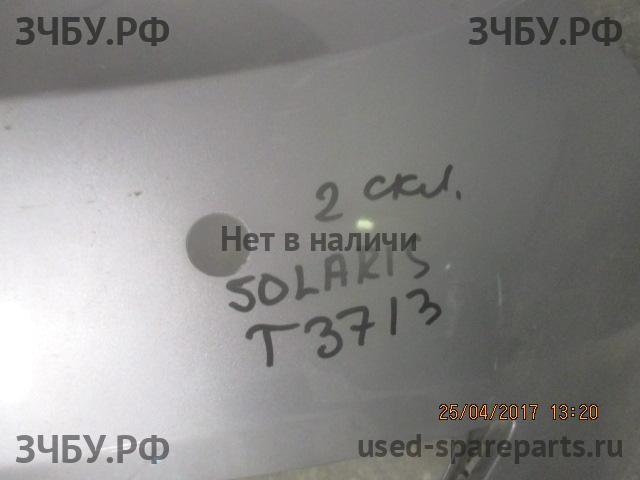 ЗЧБУ.РФ
ЗЧБУ.РФ
2 скл.
Нет в наличи
SOLARIS
T3713
25/04/2017 13:20
ЗЧБУ.РФ
used-spareparts.ru